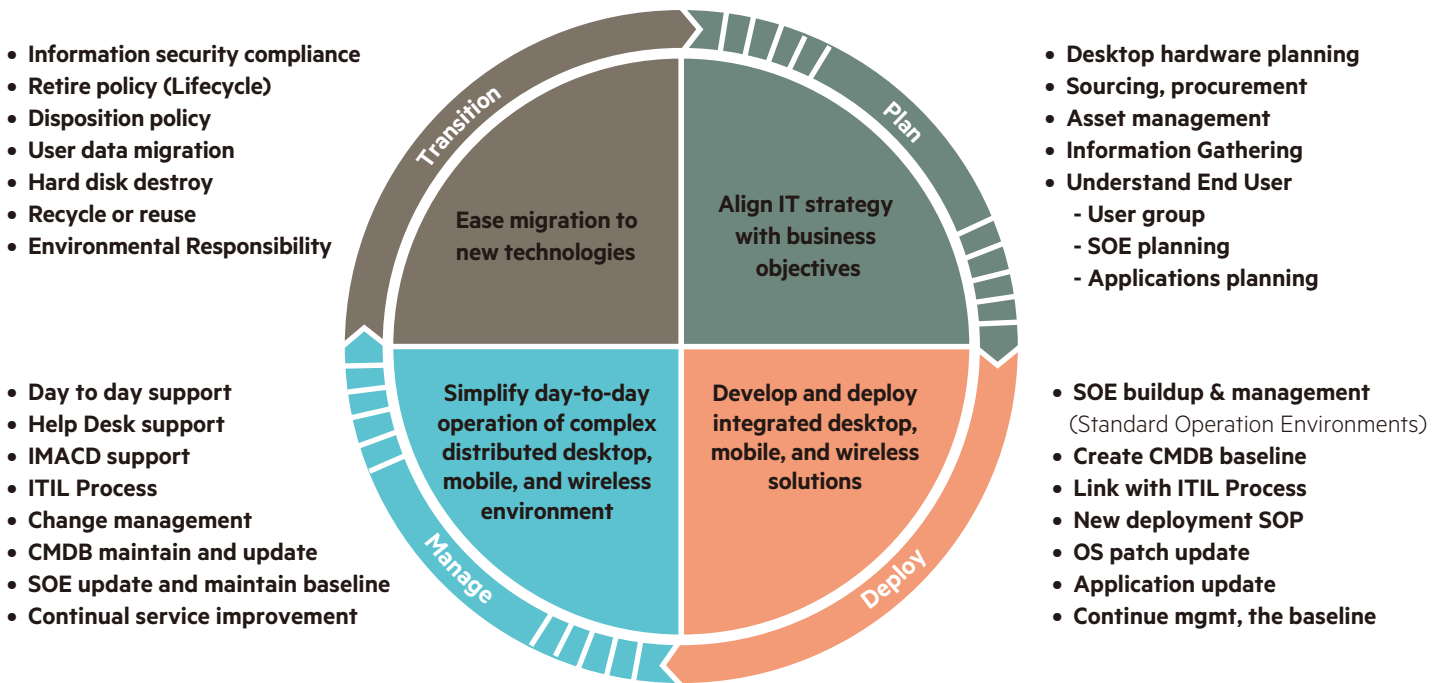 • Information security compliance
• Retire policy (Lifecycle)
• Disposition policy
• User data migration
• Hard disk destroy
• Recycle or reuse
• Environmental Responsibility
Transition
Ease migration to
new technologies
Plan
Align IT strategy
with business
objectives
• Desktop hardware planning
• Sourcing, procurement
• Asset management
• Information Gathering
• Understand End User
- User group
- SOE planning
- Applications planning
• Day to day support
• Help Desk support
• IMACD support
• ITIL Process
• Change management
• CMDB maintain and update
• SOE update and maintain baseline
• Continual service improvement
Simplify day-to-day
operation of complex
distributed desktop,
mobile, and wireless
environment
Manage
Develop and deploy
integrated desktop,
mobile, and wireless
solutions
Deploy
• SOE buildup & management
(Standard Operation Environments)
• Create CMDB baseline
• Link with ITIL Process
• New deployment SOP
• OS patch update
• Application update
• Continue mgmt, the baseline